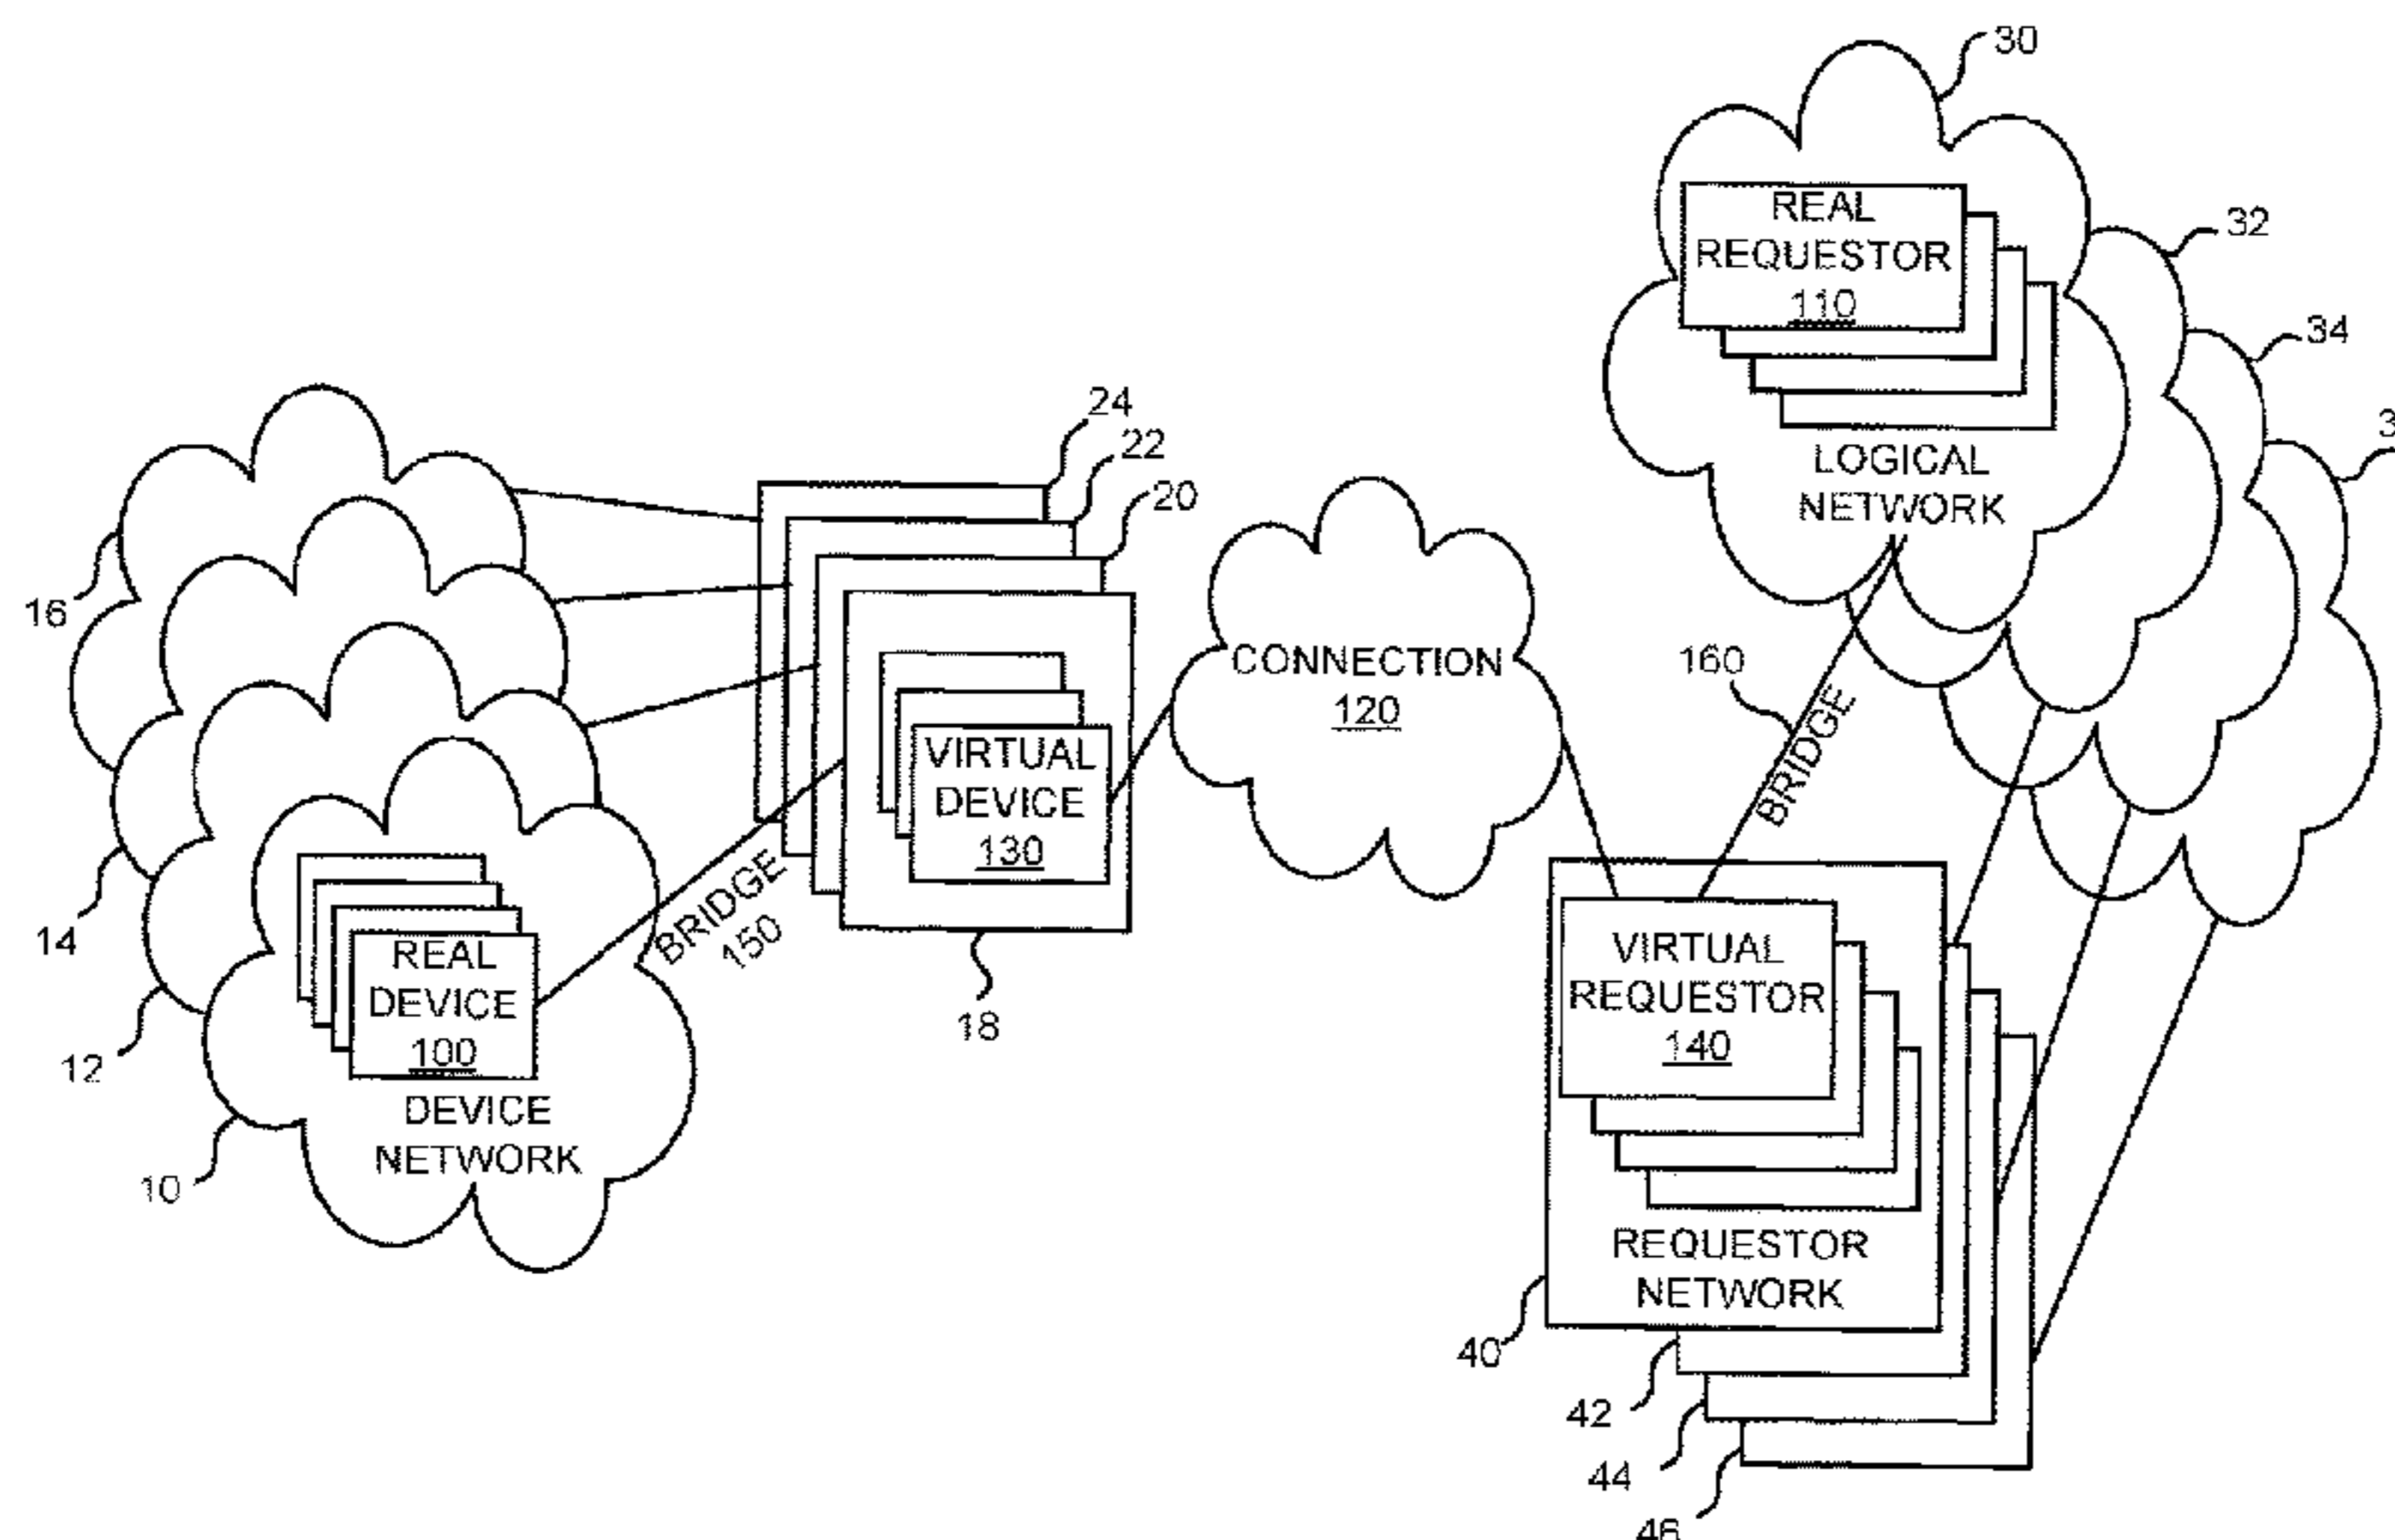 30
REAL
REQUESTOR
110
32
34
LOGICAL
NETWORK
24
22
20
16
CONNECTION
120
160
BRIDGE
VIRTUAL
DEVICE
130
BRIDGE
150
14
REAL
DEVICE
100
18
12
DEVICE
NETWORK
10
VIRTUAL
REQUESTOR
140
REQUESTOR
NETWORK
40
42
44
46